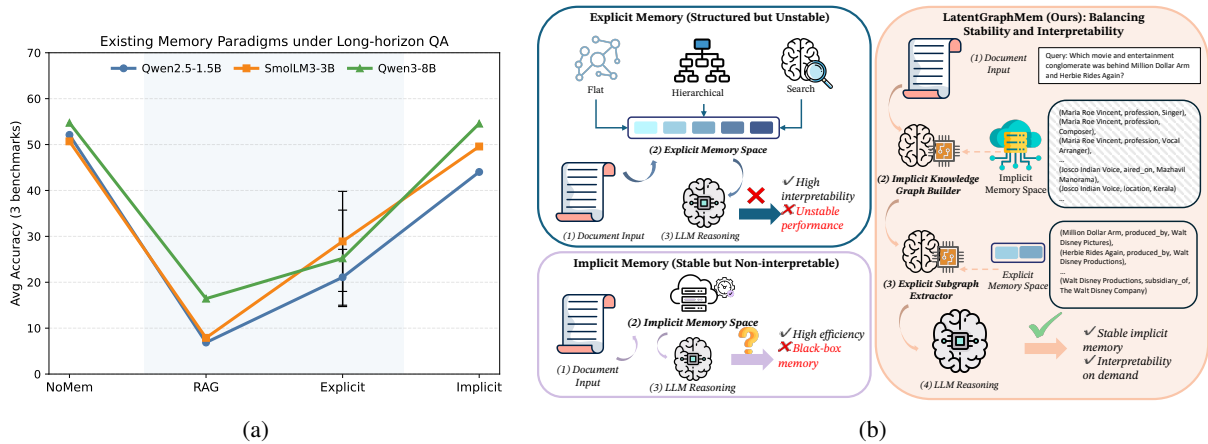 Existing Memory Paradigms under Long-horizon QA
Qwen2.5-1.5B
SmolLM3-3B
Qwen3-8B
Avg Accuracy (3 benchmarks)
70
60
50
40
30
20
10
0
NoMem
RAG
Explicit
Implicit
(a)
Explicit Memory (Structured but Unstable)
Flat
Hierarchical
Search
(2) Explicit Memory Space
(1) Document Input
(3) LLM Reasoning
✓High
interpretability
✗Unstable
performance
Implicit Memory (Stable but Non-interpretable)
(2) Implicit Memory Space
(1) Document
Input
(3) LLM Reasoning
?
✓High efficiency
✗Black-box
memory
LatentGraphMem (Ours): Balancing
Stability and Interpretability
(1) Document
Input
Query: Which movie and entertainment
conglomerate was behind Million Dollar Arm
and Herbie Rides Again?
(2) Implicit Knowledge
Graph Builder
Implicit
Memory Space
(Maria Roe Vincent, profession, Singer),
(Maria Roe Vincent, profession,
Composer),
(Maria Roe Vincent, profession, Vocal
Arranger),
...
(Josco Indian Voice, aired_on, Mazhavil
Manorama),
(Josco Indian Voice, location, Kerala)
...
(3) Explicit Subgraph
Extractor
Explicit
Memory Space
(Million Dollar Arm, produced_by, Walt
Disney Pictures),
(Herbie Rides Again, produced_by, Walt
Disney Productions),
...
(Walt Disney Productions, subsidiary_of,
The Walt Disney Company)
(4) LLM Reasoning
✓Stable implicit
memory
✓Interpretability
on demand
(b)